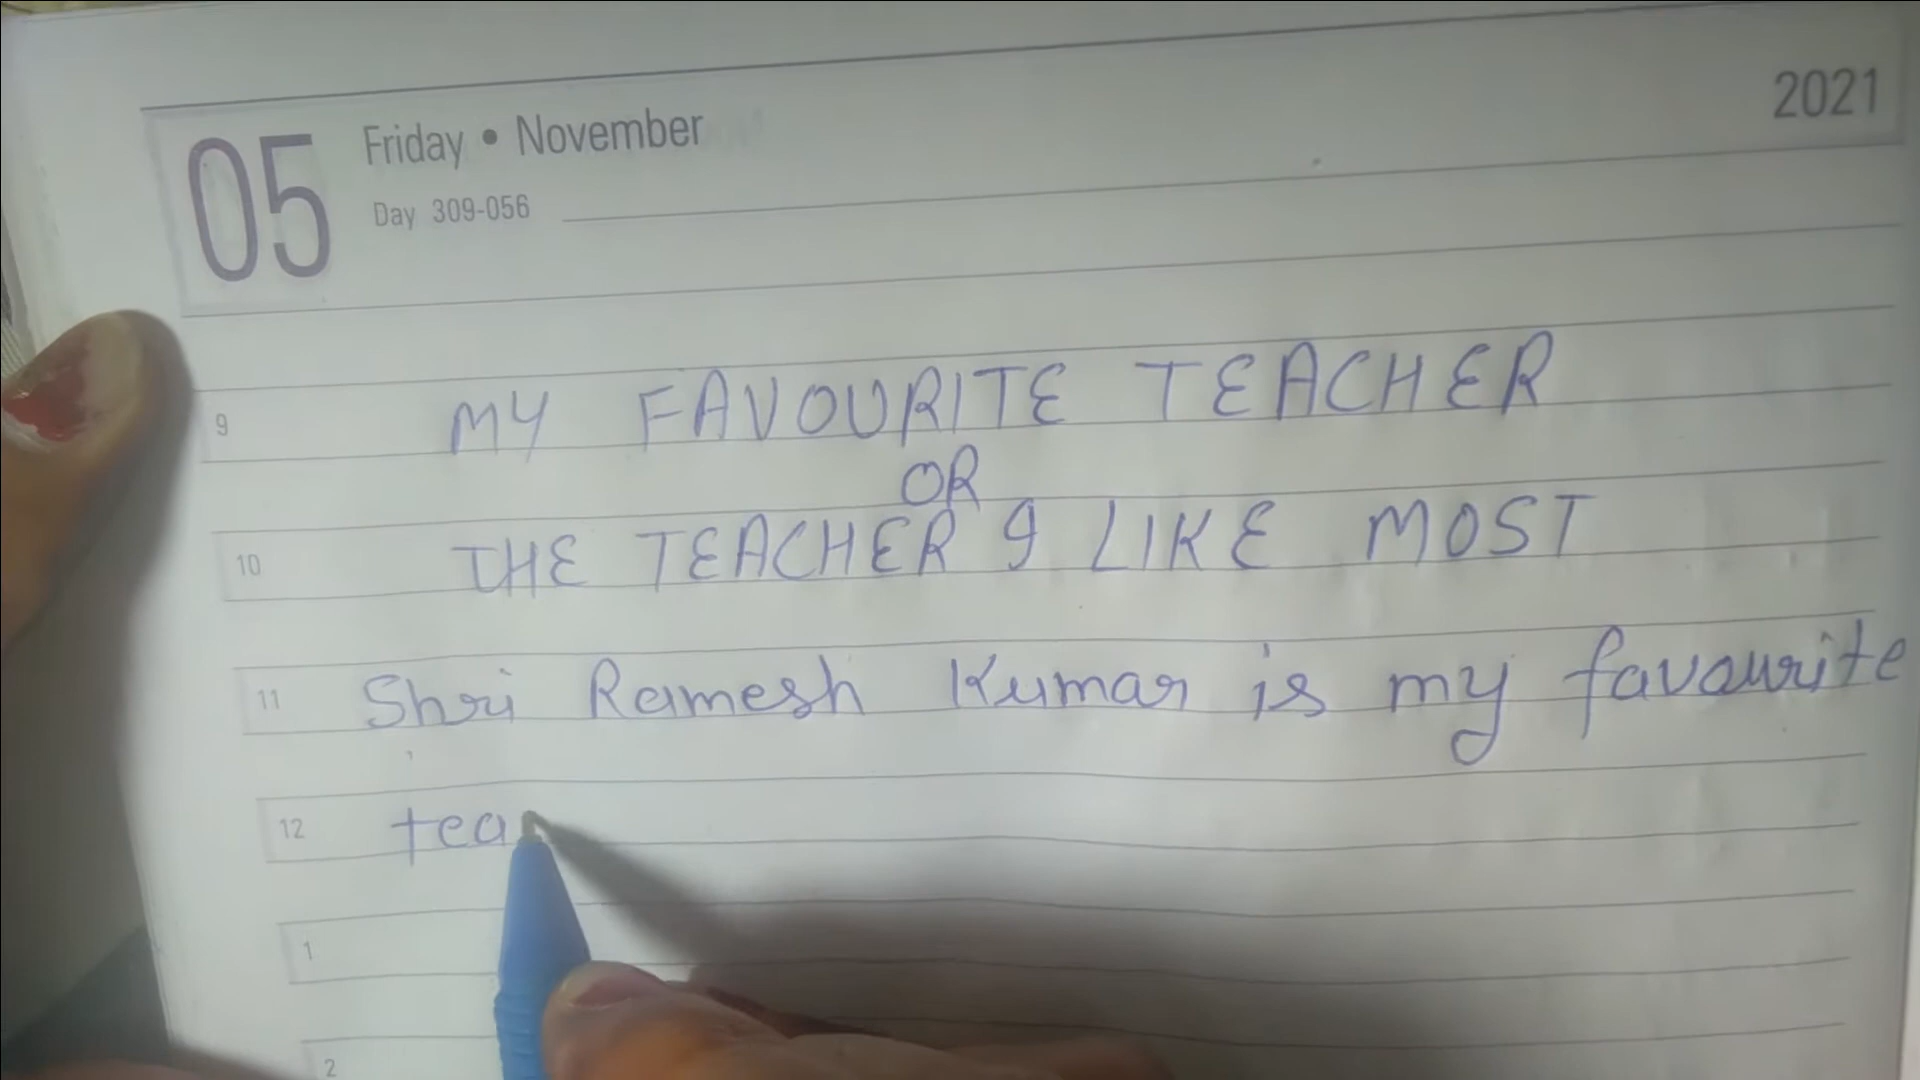 05 Friday • November 2021
Day 309-056
9 MY FAVOURITE TEACHER
OR
10 THE TEACHER I LIKE MOST
11 Shri Ramesh Kumar is my favourite
12 tea
1
2